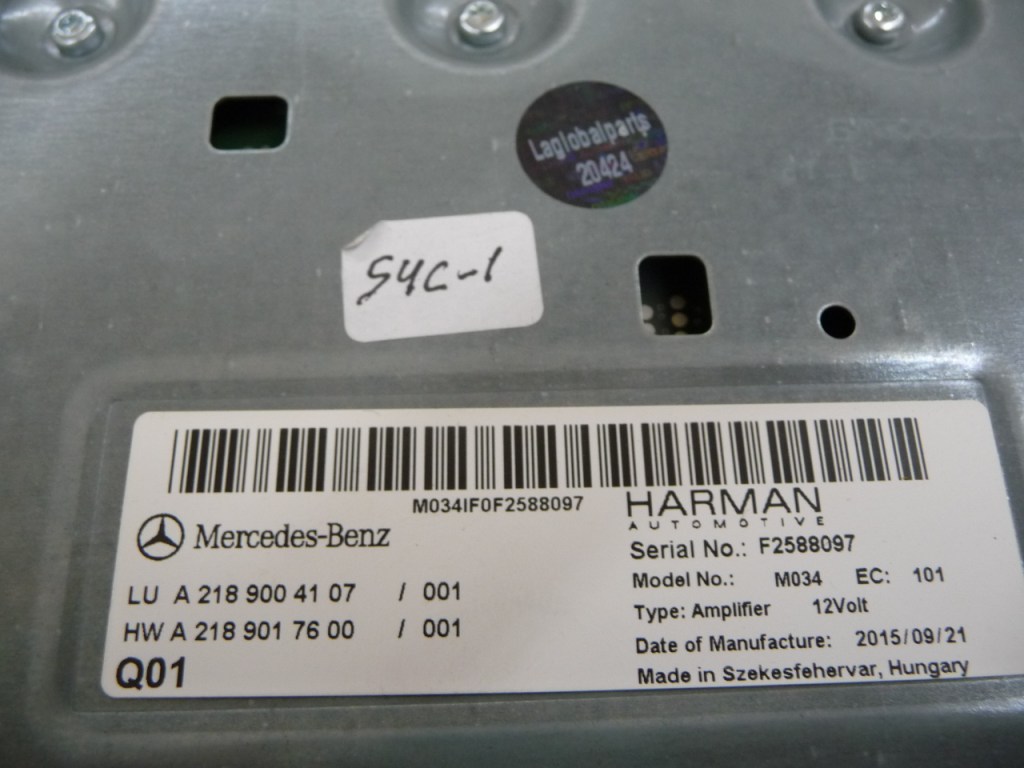 Laglobalparts
20424
S4C-1
M034IF0F2588097
HARMAN
AUTOMOTIVE
Mercedes-Benz
Serial No.: F2588097
LU A 218 900 41 07 / 001
Model No.: M034 EC: 101
HW A 218 901 76 00 / 001
Type: Amplifier 12Volt
Date of Manufacture: 2015/09/21
Q01
Made in Szekesfehervar, Hungary